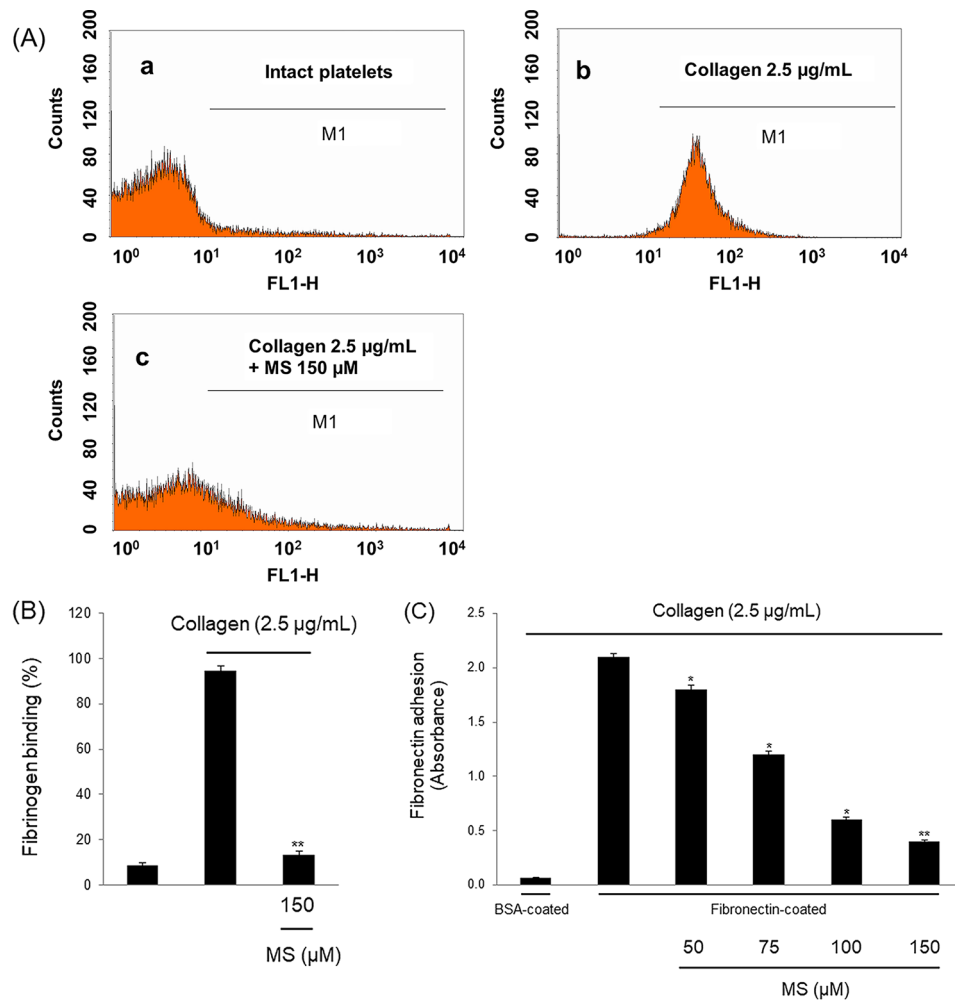 (A)
a
Intact platelets
M1
Counts
200
160
120
80
40
0
10⁰ 10¹ 10² 10³ 10⁴
FL1-H
b
Collagen 2.5 µg/mL
M1
Counts
200
160
120
80
40
0
10⁰ 10¹ 10² 10³ 10⁴
FL1-H
c
Collagen 2.5 µg/mL
+ MS 150 µM
M1
Counts
200
160
120
80
40
0
10⁰ 10¹ 10² 10³ 10⁴
FL1-H
(B)
Collagen (2.5 µg/mL)
Fibrinogen binding (%)
120
100
80
60
40
20
0
**
150
MS (µM)
(C)
Collagen (2.5 µg/mL)
Fibronectin adhesion
(Absorbance)
2.5
2.0
1.5
1.0
0.5
0.0
*
*
*
**
BSA-coated Fibronectin-coated
50 75 100 150
MS (µM)